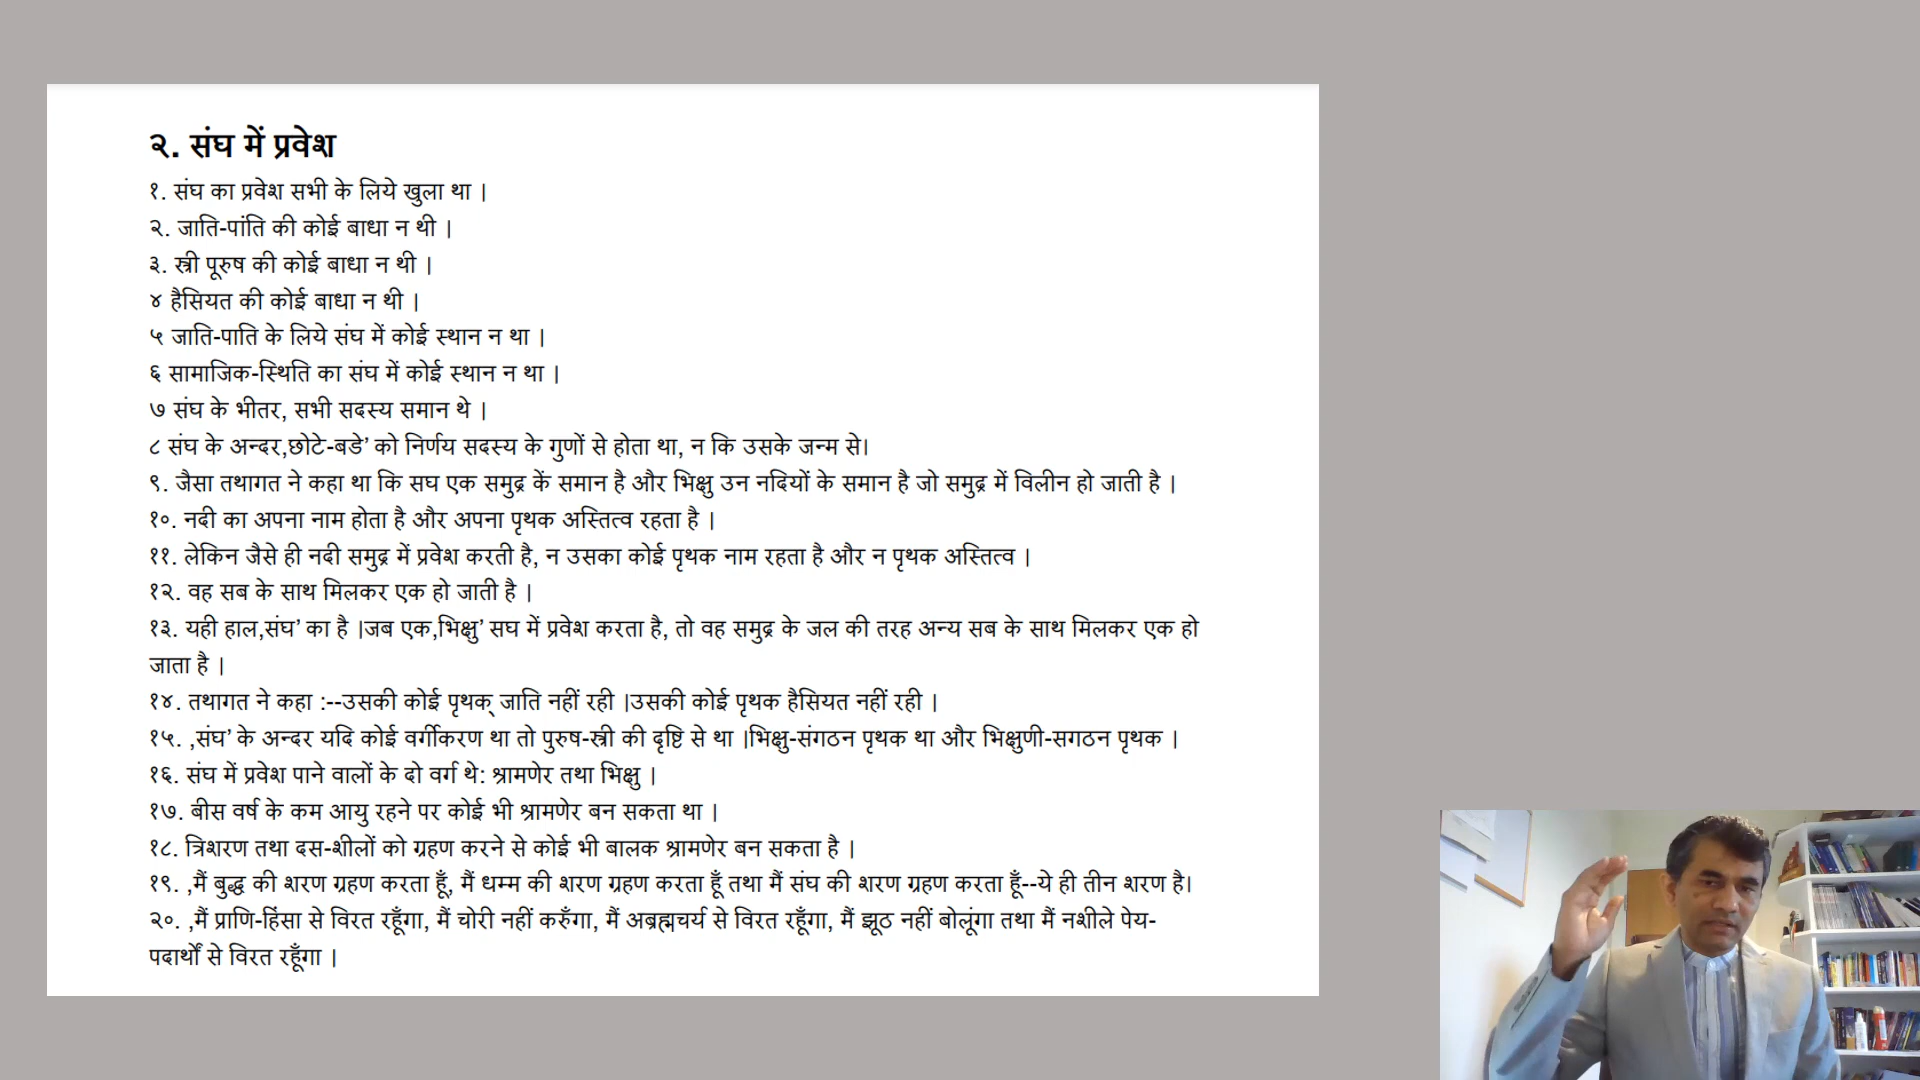 २. संघ में प्रवेश
१. संघ का प्रवेश सभी के लिये खुला था |
२. जाति-पांति की कोई बाधा न थी |
३. स्त्री पूरुष की कोई बाधा न थी |
४ हैसियत की कोई बाधा न थी |
५ जाति-पाति के लिये संघ में कोई स्थान न था |
६ सामाजिक-स्थिति का संघ में कोई स्थान न था |
७ संघ के भीतर, सभी सदस्य समान थे |
८ संघ के अन्दर,छोटे-बडे’ को निर्णय सदस्य के गुणों से होता था, न कि उसके जन्म से।
९. जैसा तथागत ने कहा था कि सघ एक समुद्र कें समान है और भिक्षु उन नदियों के समान है जो समुद्र में विलीन हो जाती है |
१०. नदी का अपना नाम होता है और अपना पृथक अस्तित्व रहता है |
११. लेकिन जैसे ही नदी समुद्र में प्रवेश करती है, न उसका कोई पृथक नाम रहता है और न पृथक अस्तित्व |
१२. वह सब के साथ मिलकर एक हो जाती है |
१३. यही हाल,संघ’ का है |जब एक,भिक्षु’ सघ में प्रवेश करता है, तो वह समुद्र के जल की तरह अन्य सब के साथ मिलकर एक हो
जाता है |
१४. तथागत ने कहा :--उसकी कोई पृथक् जाति नहीं रही |उसकी कोई पृथक हैसियत नहीं रही |
१५. ,संघ’ के अन्दर यदि कोई वर्गीकरण था तो पुरुष-स्त्री की दृष्टि से था |भिक्षु-संगठन पृथक था और भिक्षुणी-सगठन पृथक |
१६. संघ में प्रवेश पाने वालों के दो वर्ग थे: श्रामणेर तथा भिक्षु |
१७. बीस वर्ष के कम आयु रहने पर कोई भी श्रामणेर बन सकता था |
१८. त्रिशरण तथा दस-शीलों को ग्रहण करने से कोई भी बालक श्रामणेर बन सकता है |
१९. ,मैं बुद्ध की शरण ग्रहण करता हूँ, मैं धम्म की शरण ग्रहण करता हूँ तथा मैं संघ की शरण ग्रहण करता हूँ--ये ही तीन शरण है।
२०. ,मैं प्राणि-हिंसा से विरत रहूँगा, मैं चोरी नहीं करुँगा, मैं अब्रह्मचर्य से विरत रहूँगा, मैं झूठ नहीं बोलूंगा तथा मैं नशीले पेय-
पदार्थों से विरत रहूँगा |